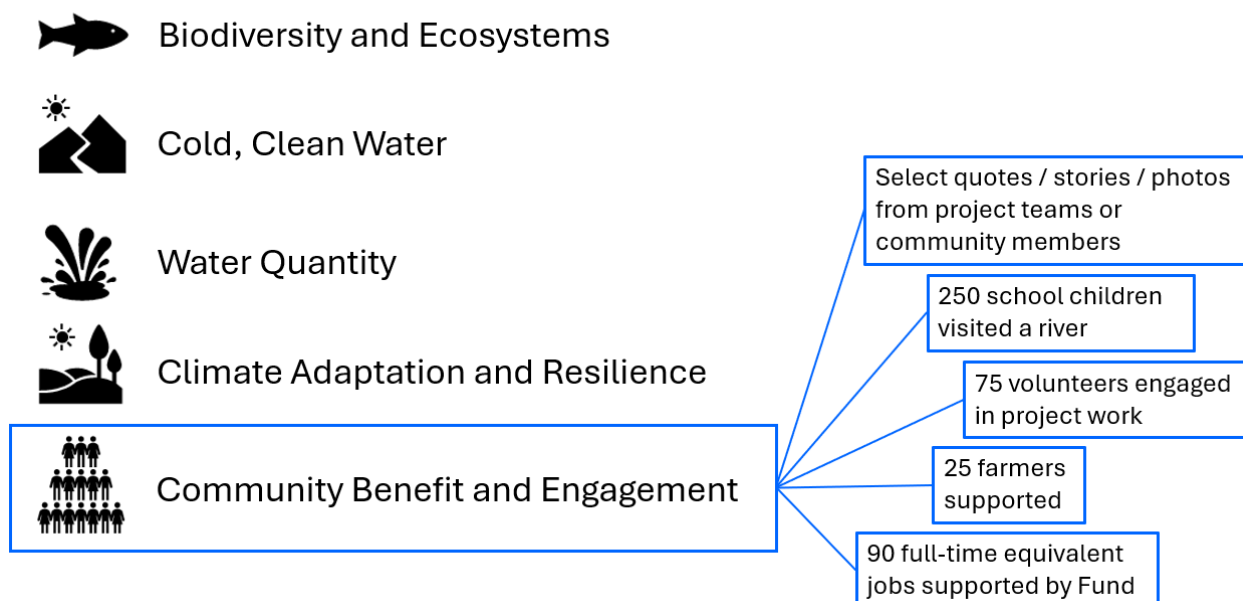 Biodiversity and Ecosystems
Cold, Clean Water
Water Quantity
Climate Adaptation and Resilience
Community Benefit and Engagement
Select quotes / stories / photos
from project teams or
community members
250 school children
visited a river
75 volunteers engaged
in project work
25 farmers
supported
90 full-time equivalent
jobs supported by Fund